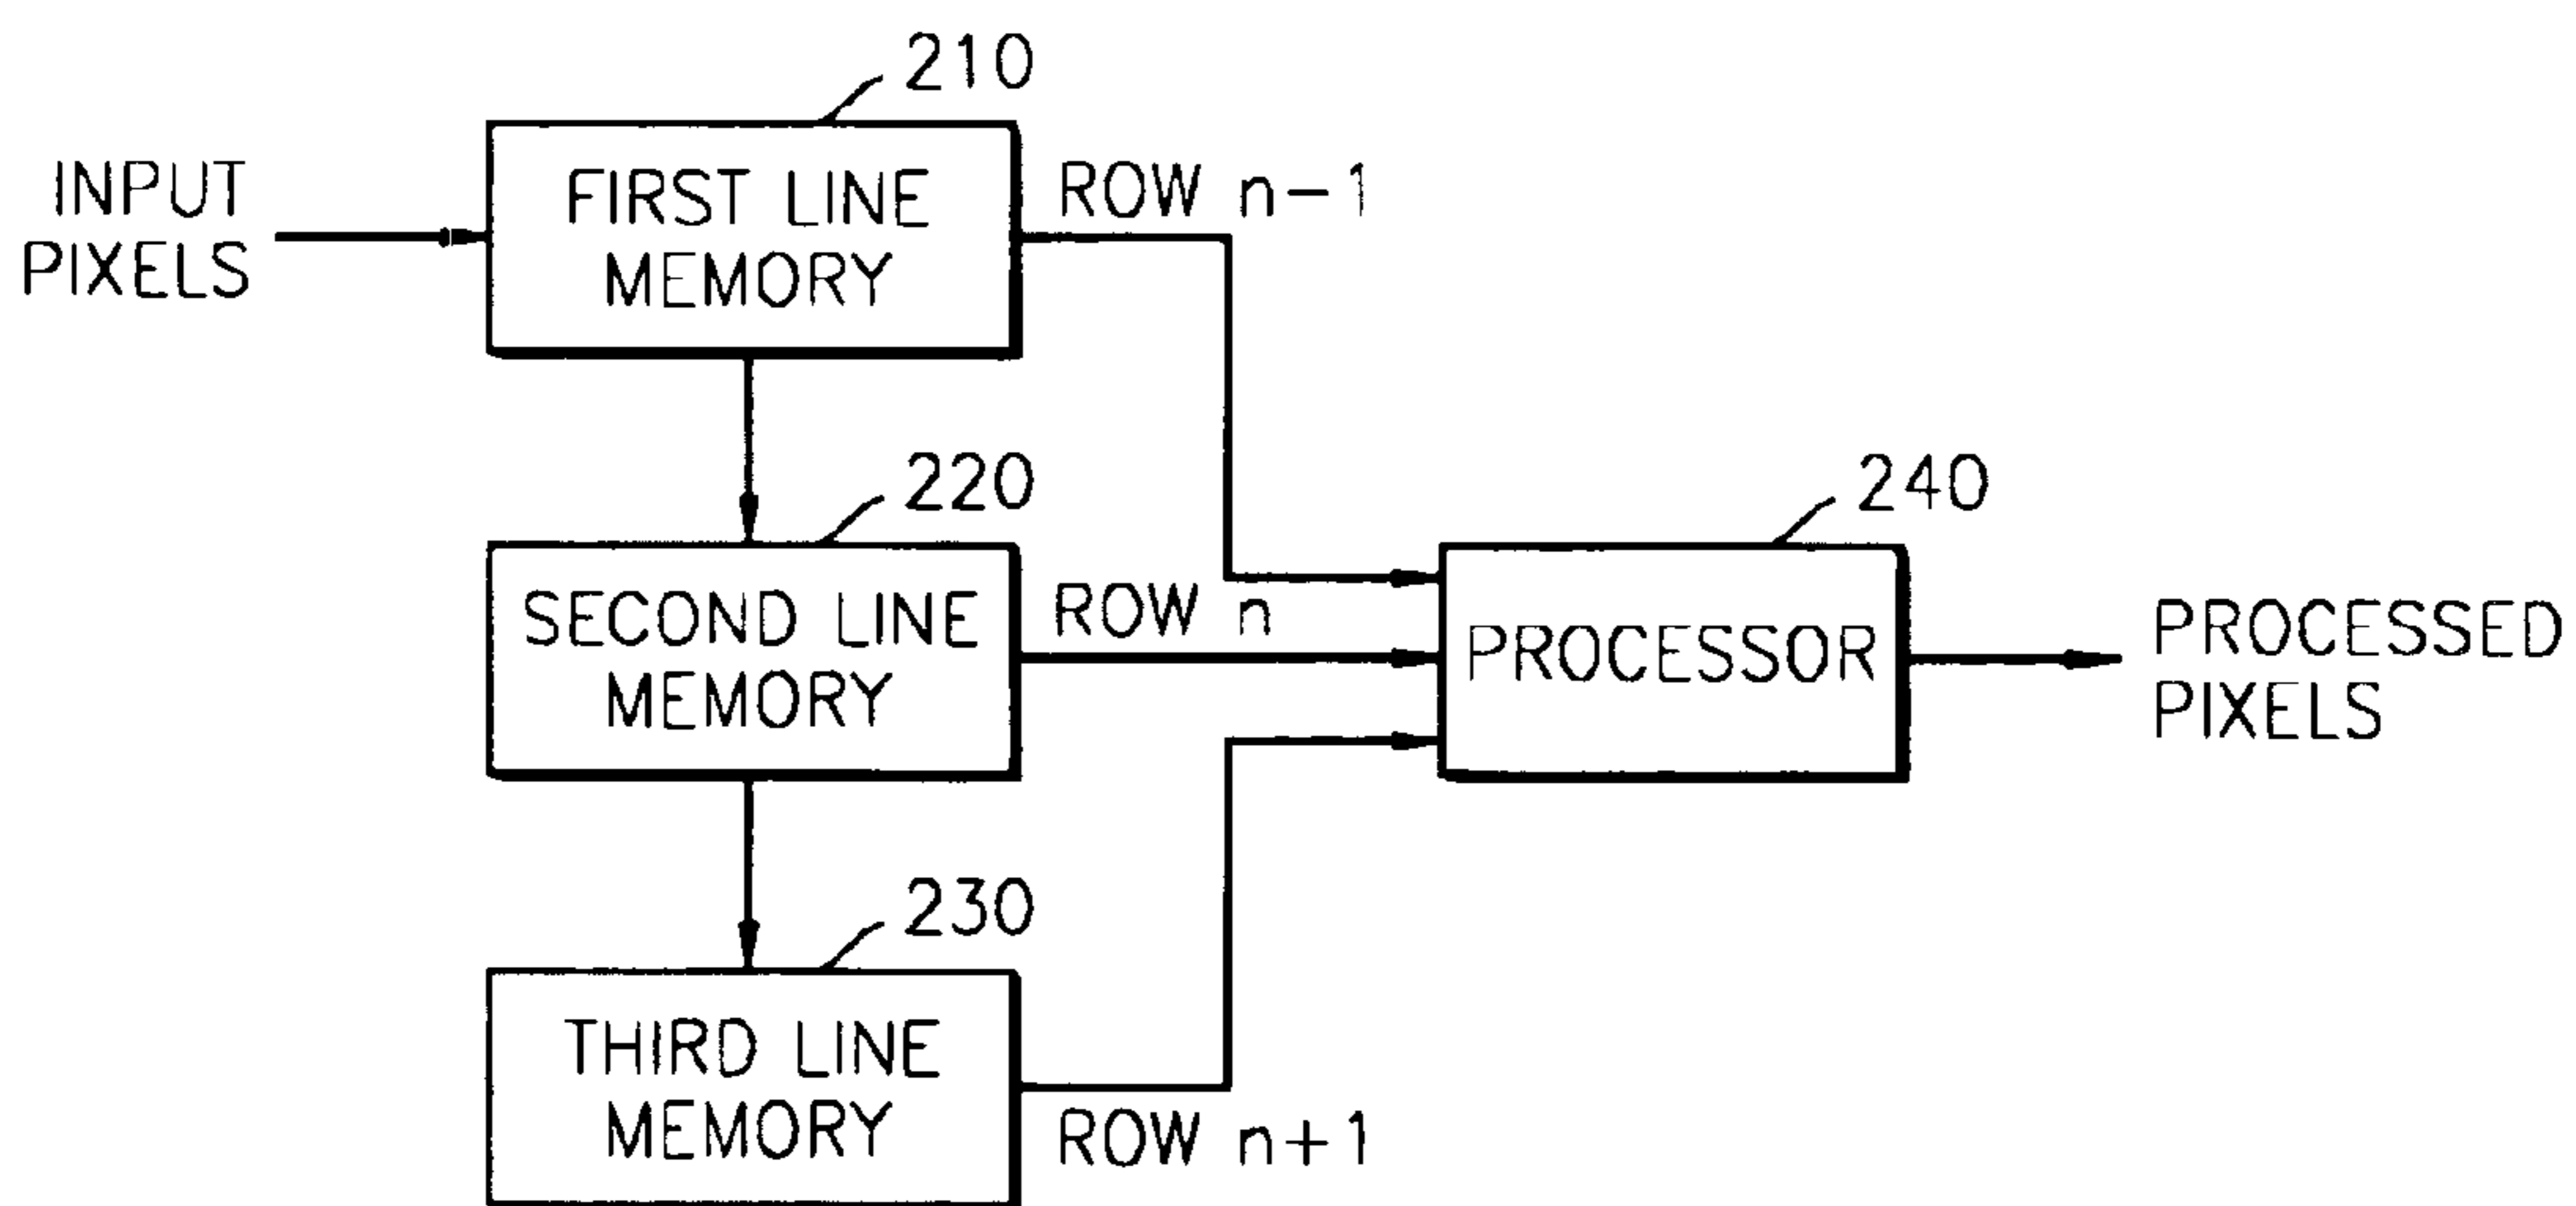 210
INPUT
PIXELS
FIRST LINE
MEMORY
ROW n-1
220
SECOND LINE
MEMORY
ROW n
240
PROCESSOR
PROCESSED
PIXELS
230
THIRD LINE
MEMORY
ROW n+1